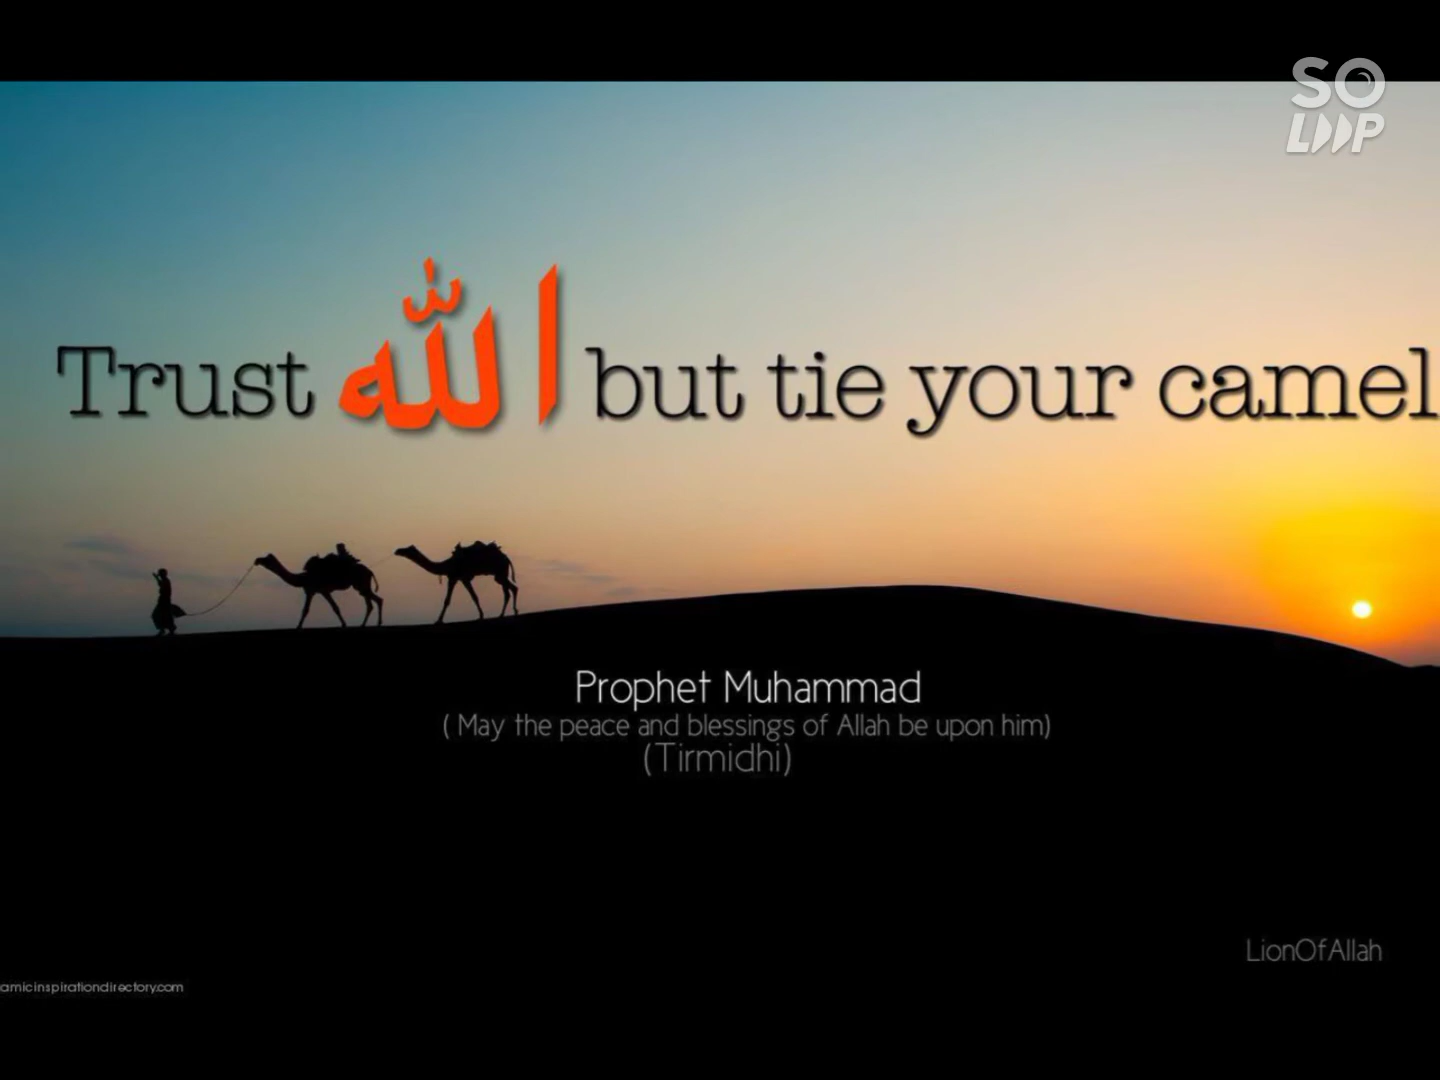 SO
LOOP
Trust الله but tie your camel
Prophet Muhammad
( May the peace and blessings of Allah be upon him)
(Tirmidhi)
LionOfAllah
amicinspirationdirectory.com